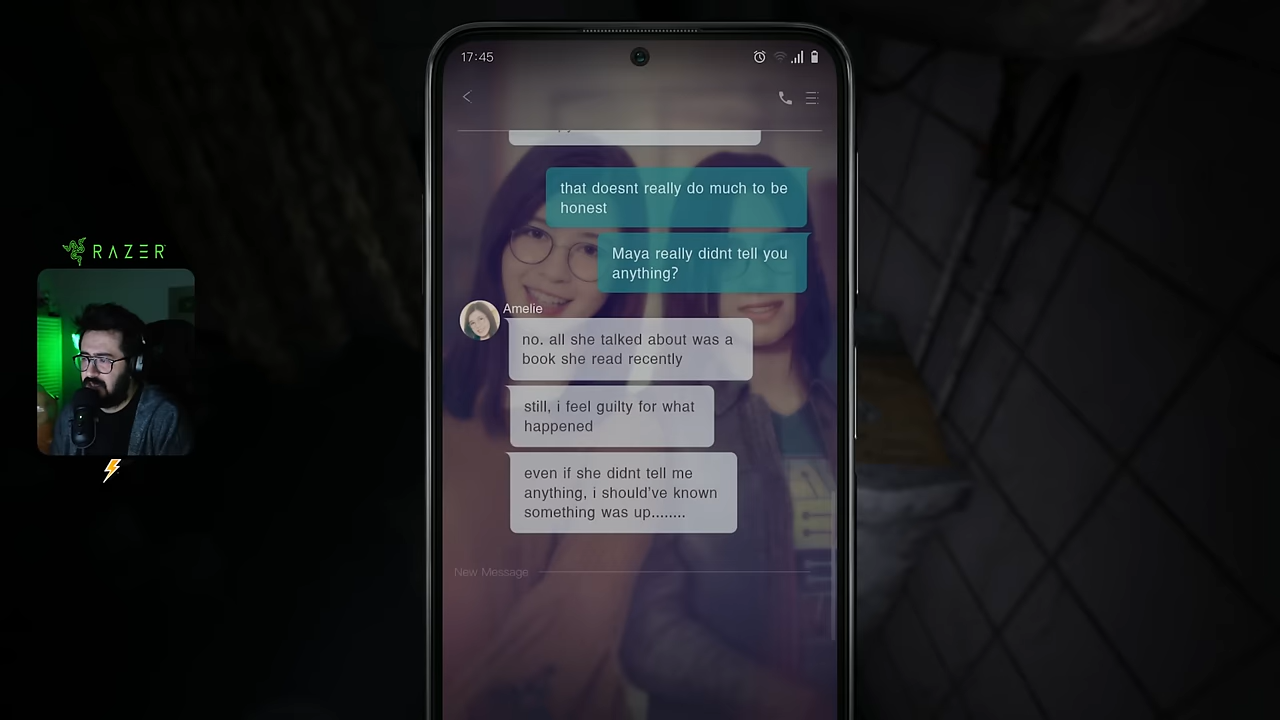 17:45
that doesnt really do much to be
honest
Maya really didnt tell you
anything?
Amelie
no. all she talked about was a
book she read recently
still, i feel guilty for what
happened
even if she didnt tell me
anything, i should've known
something was up........
New Message
RAZER